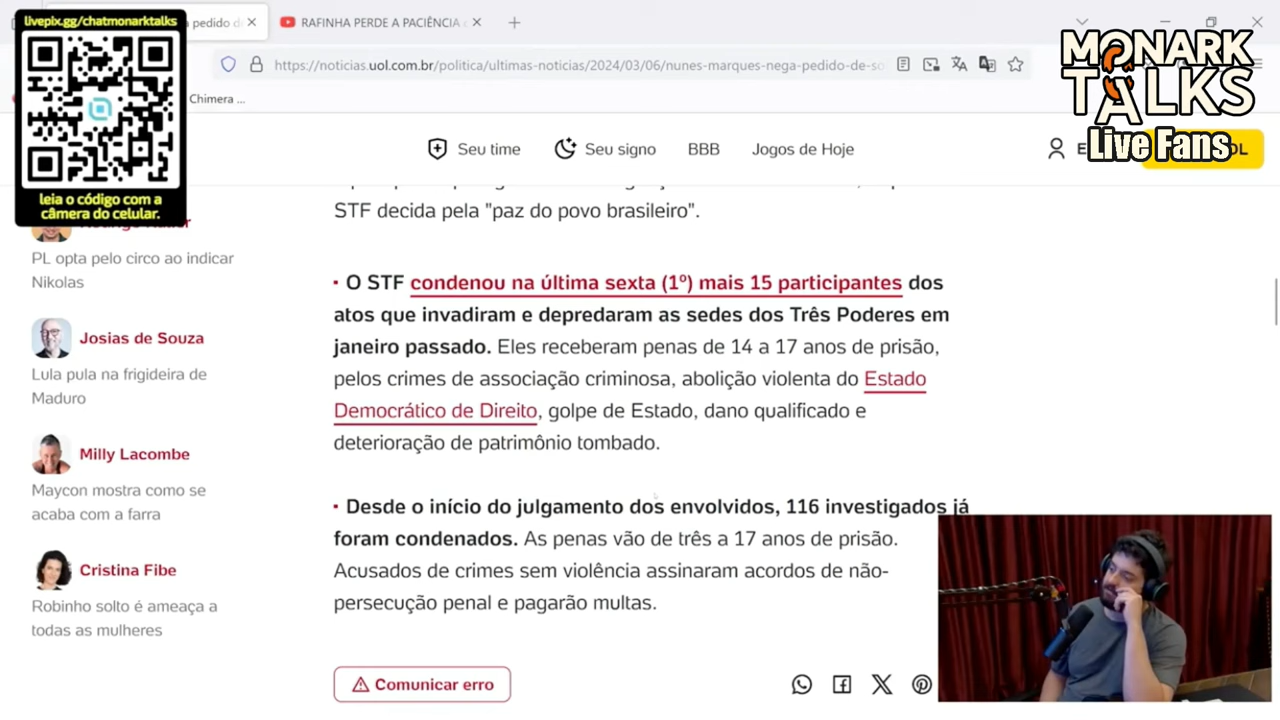 livepix.gg/chatmonarktalks
leia o código com a
câmera do celular.
pedido d
RAFINHA PERDE A PACIÊNCIA
https://noticias.uol.com.br/politica/ultimas-noticias/2024/03/06/nunes-marques-nega-pedido-de-so
Chimera ...
MONARK
TALKS
Live Fans
Seu time
Seu signo
BBB
Jogos de Hoje
E
OL
STF decida pela "paz do povo brasileiro".
PL opta pelo circo ao indicar
Nikolas
Josias de Souza
Lula pula na frigideira de
Maduro
Milly Lacombe
Maycon mostra como se
acaba com a farra
Cristina Fibe
Robinho solto é ameaça a
todas as mulheres
• O STF condenou na última sexta (1º) mais 15 participantes dos
atos que invadiram e depredaram as sedes dos Três Poderes em
janeiro passado. Eles receberam penas de 14 a 17 anos de prisão,
pelos crimes de associação criminosa, abolição violenta do Estado
Democrático de Direito, golpe de Estado, dano qualificado e
deterioração de patrimônio tombado.
• Desde o início do julgamento dos envolvidos, 116 investigados já
foram condenados. As penas vão de três a 17 anos de prisão.
Acusados de crimes sem violência assinaram acordos de não-
persecução penal e pagarão multas.
Comunicar erro